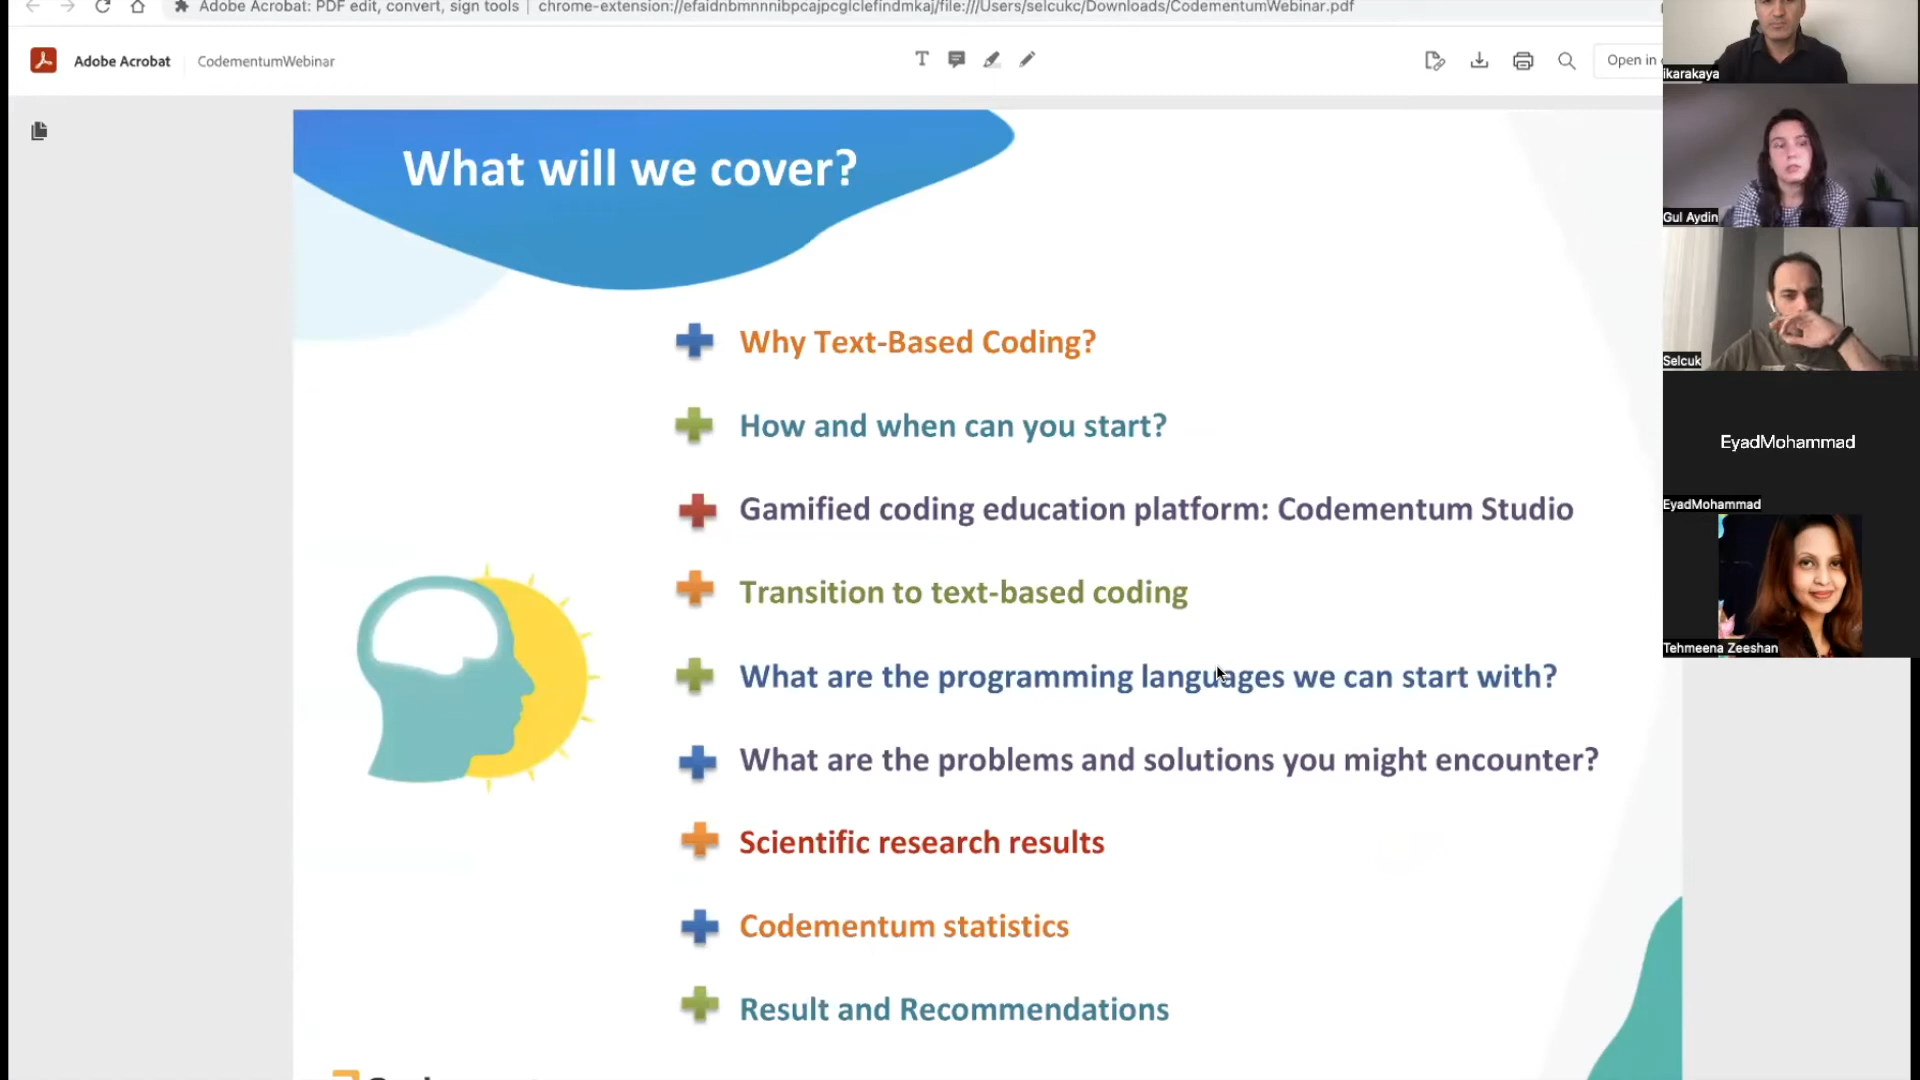 Adobe Acrobat: PDF edit, convert, sign tools | chrome-extension://efaidnbmnnnibpcajpcglclefindmkaj/file:///Users/selcukc/Downloads/CodementumWebinar.pdf
Adobe Acrobat CodementumWebinar
Open in
What will we cover?
Why Text-Based Coding?
How and when can you start?
Gamified coding education platform: Codementum Studio
Transition to text-based coding
What are the programming languages we can start with?
What are the problems and solutions you might encounter?
Scientific research results
Codementum statistics
Result and Recommendations
ikarakaya
Gul Aydin
Selcuk
EyadMohammad
EyadMohammad
Tehmeena Zeeshan